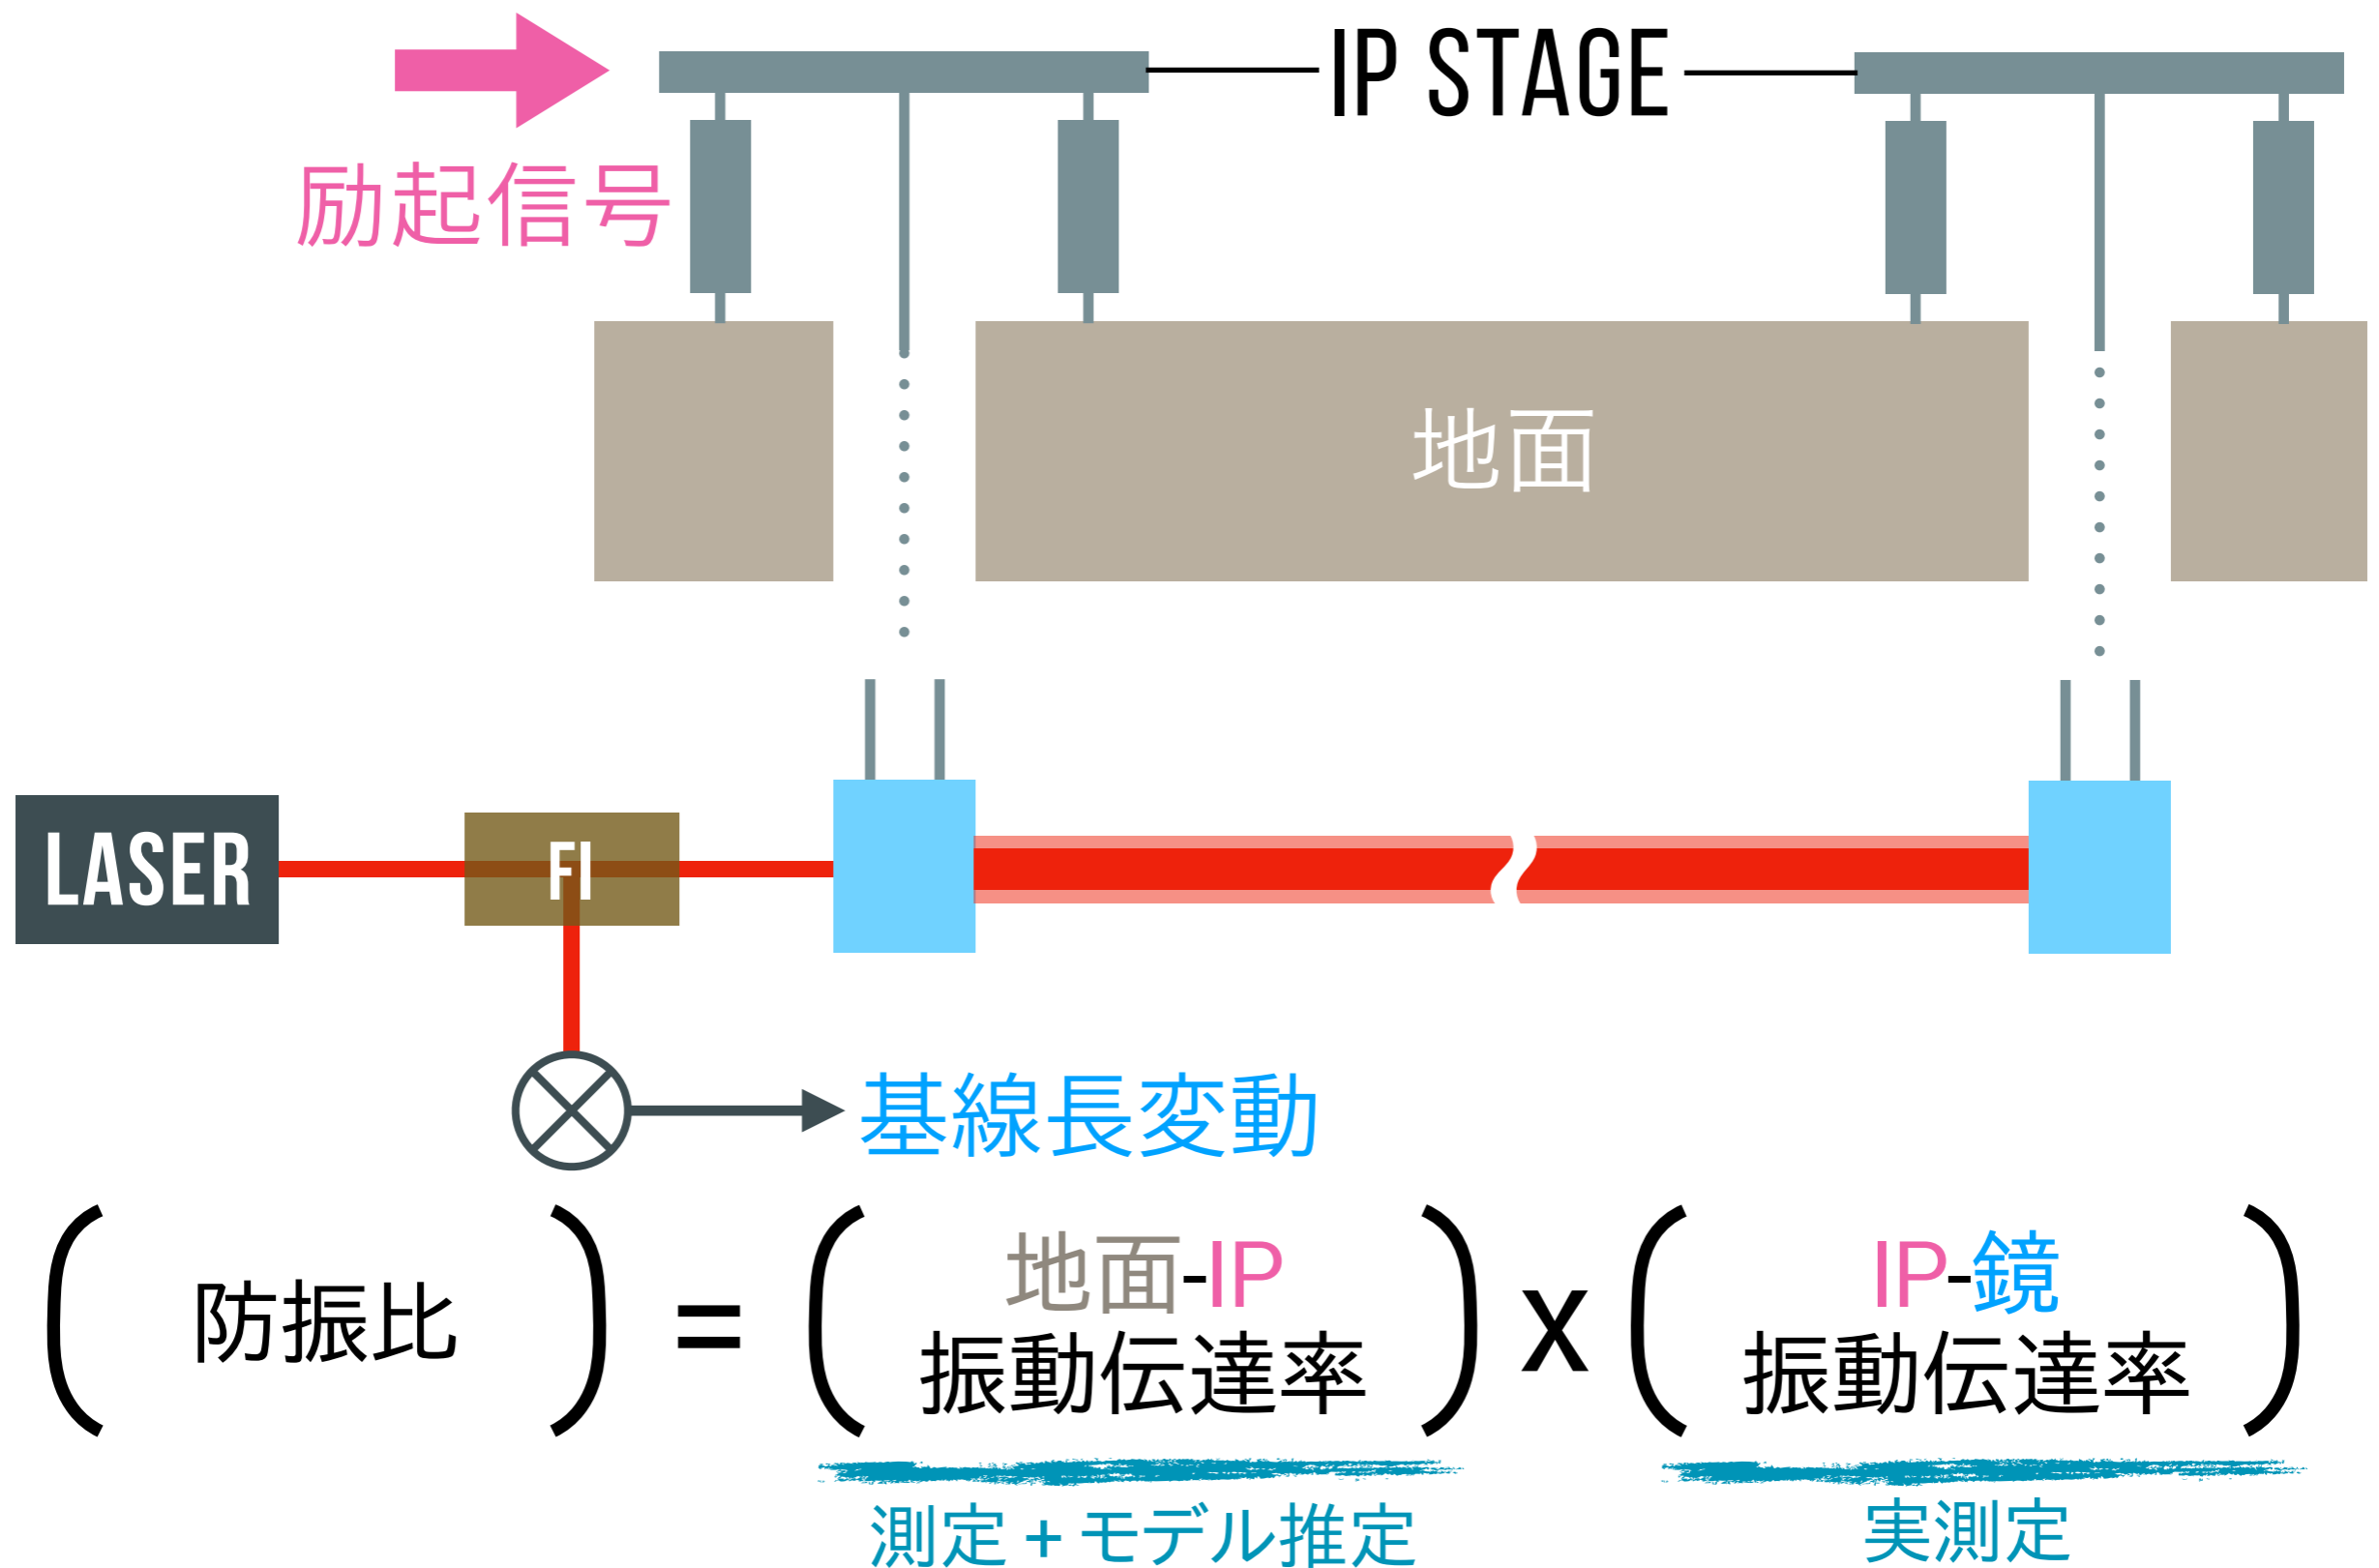 IP STAGE
励起信号
地面
LASER
FI
基線長変動
防振比
=
地面-IP
振動伝達率
x
IP-鏡
振動伝達率
測定 + モデル推定
実測定